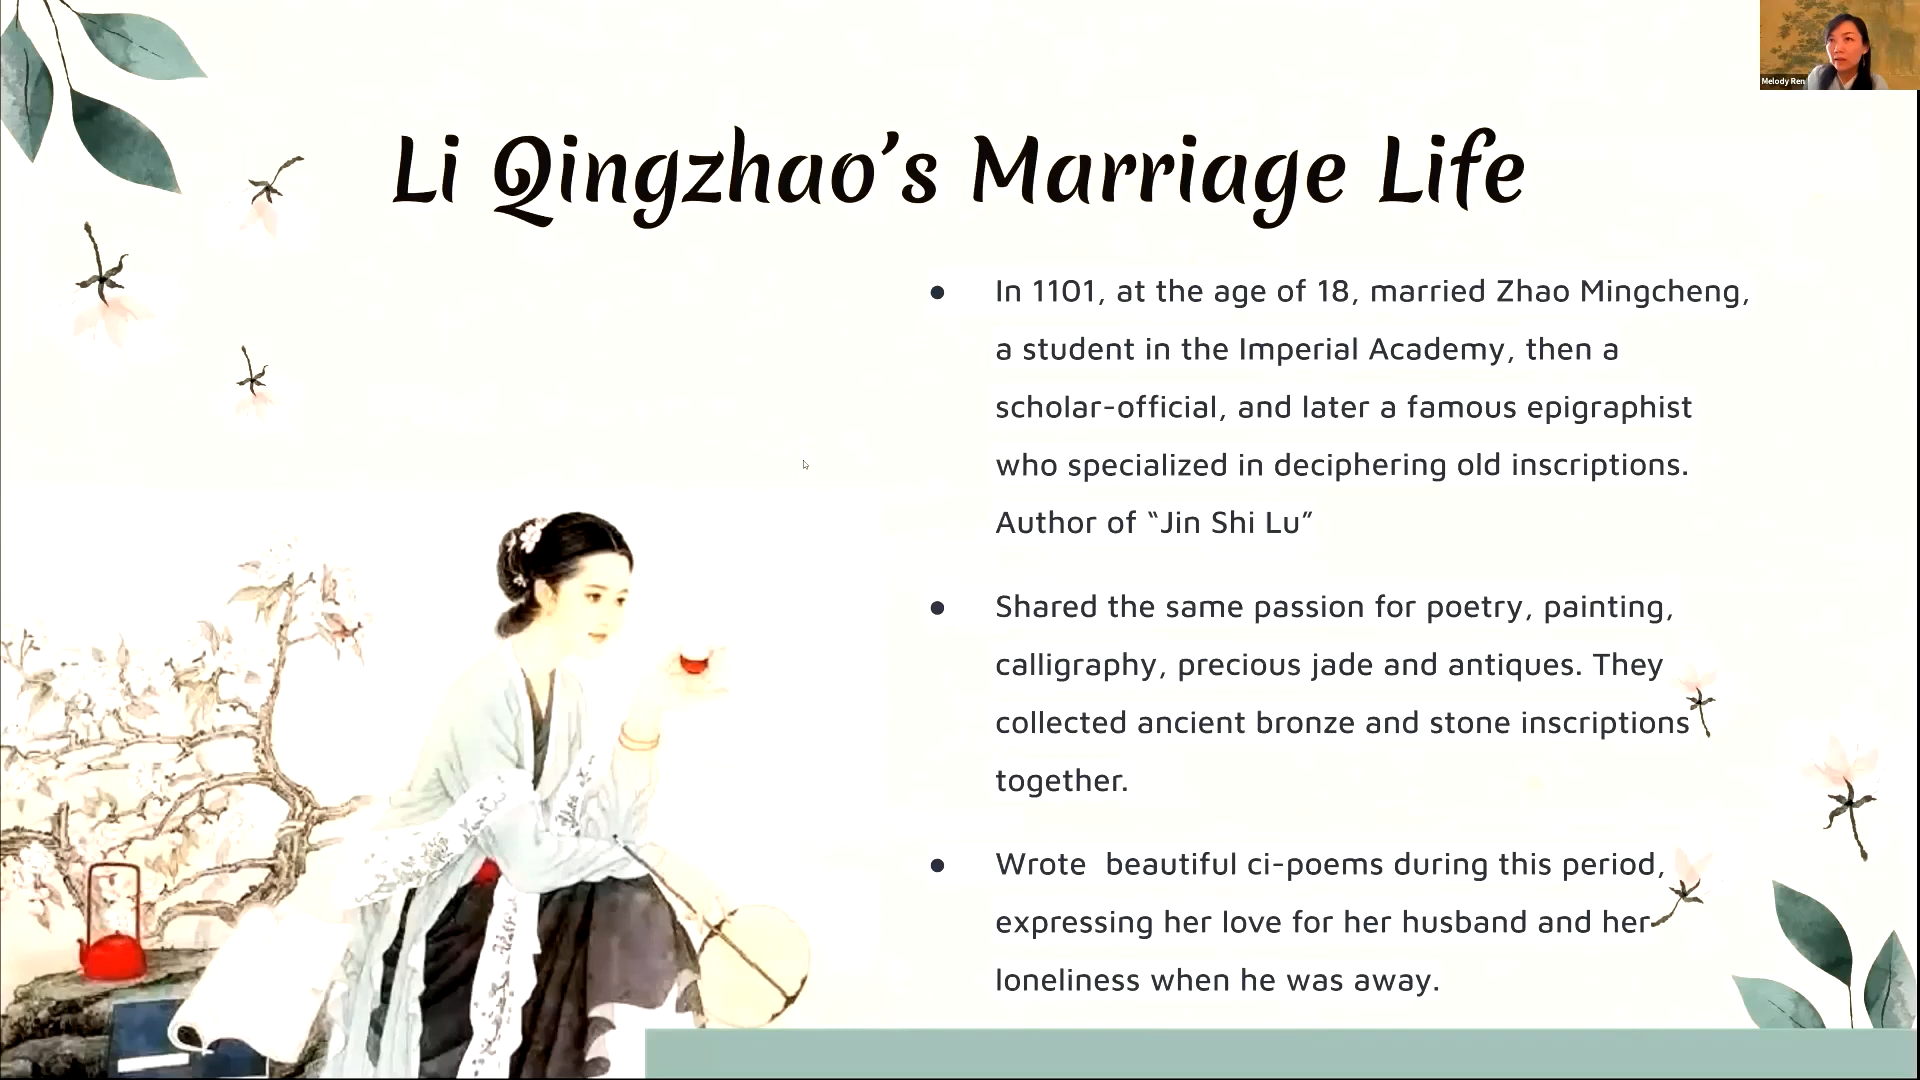 Melody Ren
Li Qingzhao’s Marriage Life
● In 1101, at the age of 18, married Zhao Mingcheng,
a student in the Imperial Academy, then a
scholar-official, and later a famous epigraphist
who specialized in deciphering old inscriptions.
Author of “Jin Shi Lu”
● Shared the same passion for poetry, painting,
calligraphy, precious jade and antiques. They
collected ancient bronze and stone inscriptions
together.
● Wrote  beautiful ci-poems during this period,
expressing her love for her husband and her
loneliness when he was away.